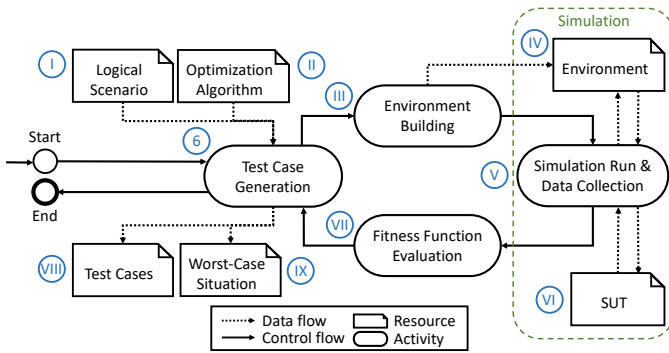 Simulation
I
Logical
Scenario
Optimization
Algorithm
II
III
Environment
Building
IV
Environment
Start
6
Test Case
Generation
V
Simulation Run &
Data Collection
End
VII
Fitness Function
Evaluation
VIII
Test Cases
Worst-Case
Situation
IX
VI
SUT
Data flow
Resource
Control flow
Activity